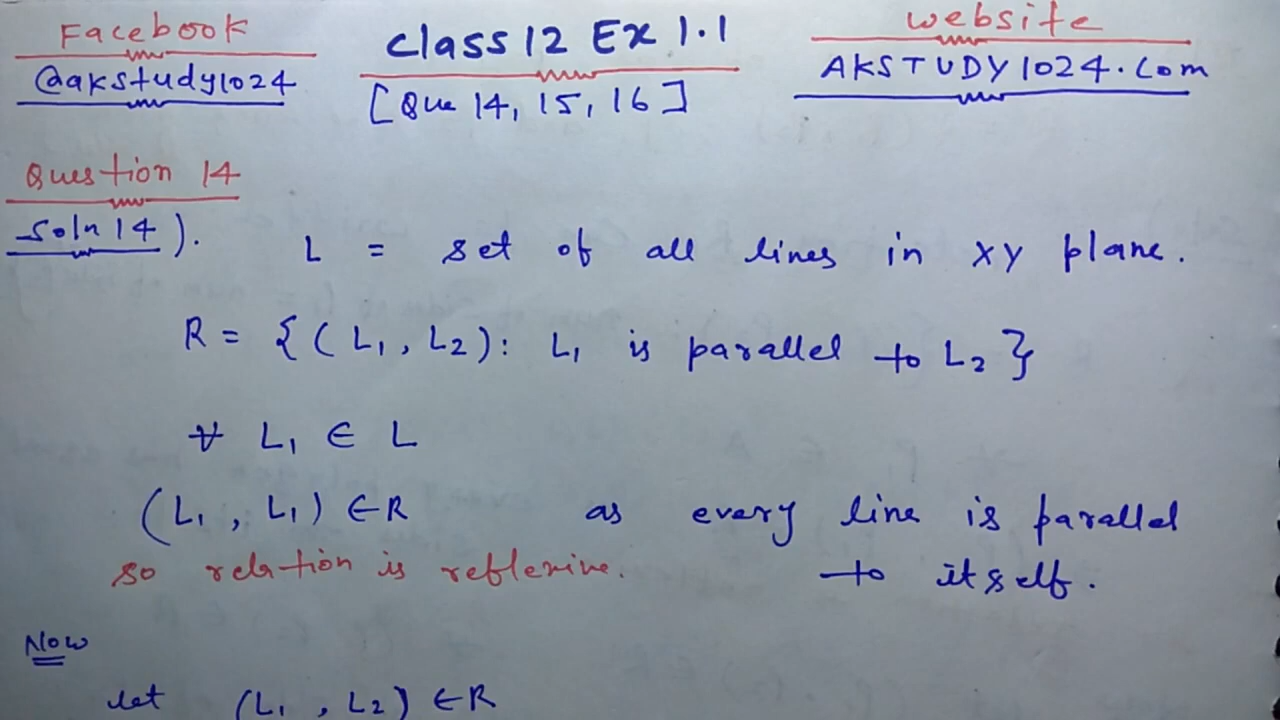 Facebook
@akstudy1024
Class 12 Ex 1.1
[Que 14, 15, 16]
website
AKSTUDY1024.Com
Question 14
Soln 14).
L = set of all lines in XY plane.
R = {(L₁, L₂): L₁ is parallel to L₂}
∀ L₁ ∈ L
(L₁, L₁) ∈R as every line is parallel
so relation is reflexive. to itself.
Now
let (L₁, L₂) ∈R